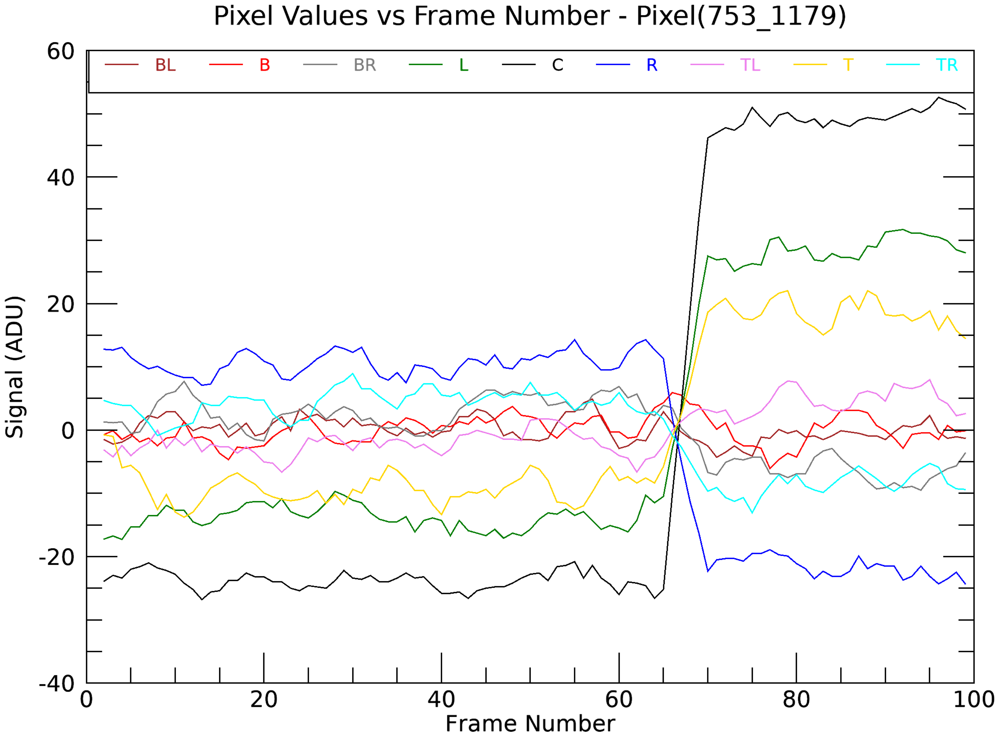 Pixel Values vs Frame Number - Pixel(753_1179)
60
BL B BR L C R TL T TR
40
20
0
-20
-40
Signal (ADU)
0 20 40 60 80 100
Frame Number